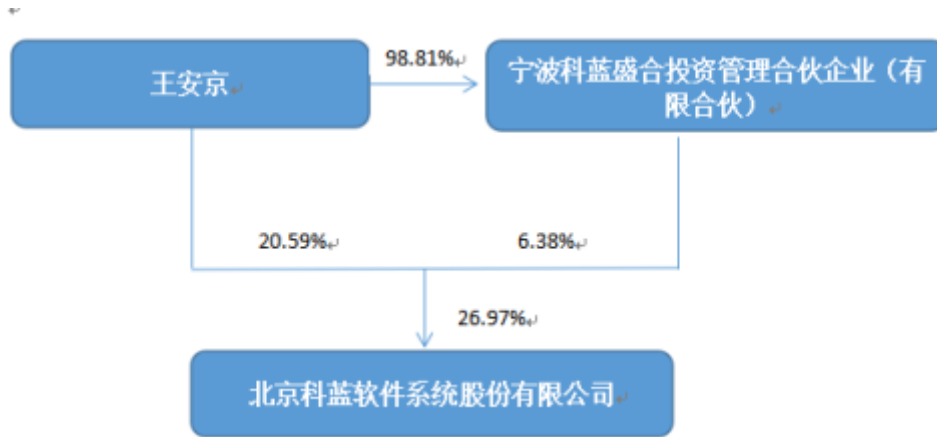 王安京
98.81%
宁波科蓝盛合投资管理合伙企业（有
限合伙）
20.59%
6.38%
26.97%
北京科蓝软件系统股份有限公司